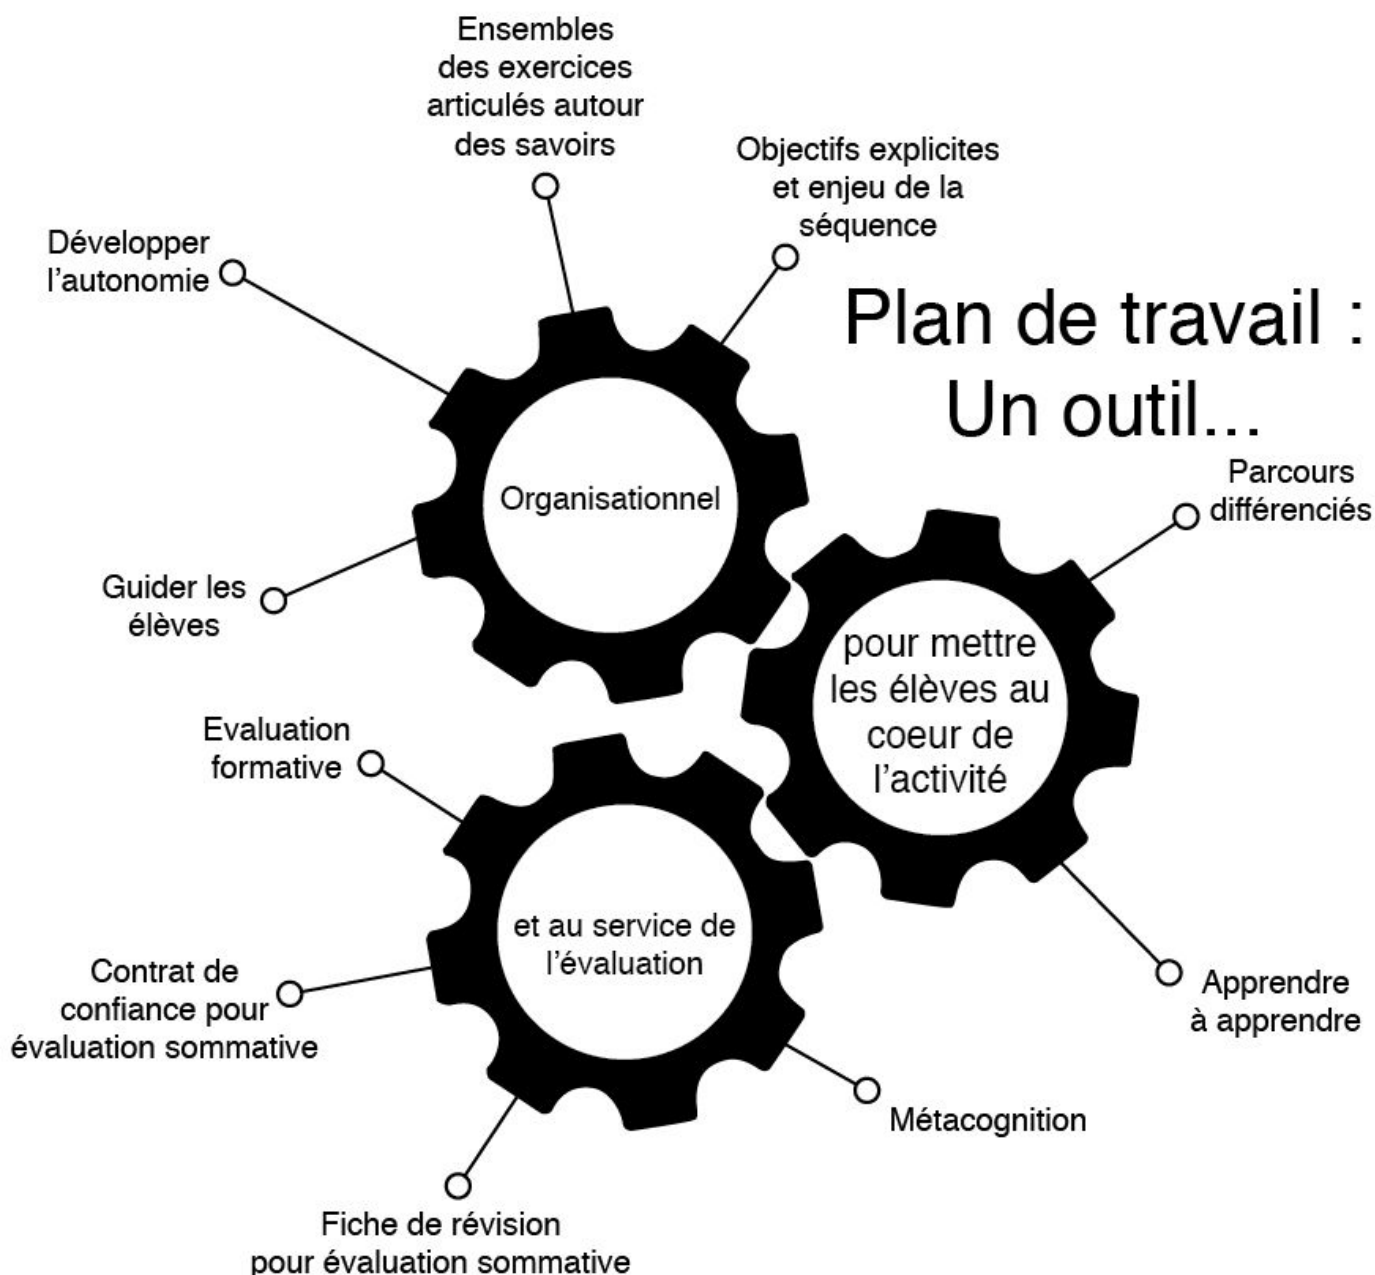 Ensembles
des exercices
articulés autour
des savoirs
Objectifs explicites
et enjeu de la
séquence
Développer
l'autonomie
Plan de travail :
Un outil...
Organisationnel
Guider les
élèves
Parcours
différenciés
pour mettre
les élèves au
coeur de
l'activité
Apprendre
à apprendre
Evaluation
formative
et au service de
l'évaluation
Contrat de
confiance pour
évaluation sommative
Métacognition
Fiche de révision
pour évaluation sommative